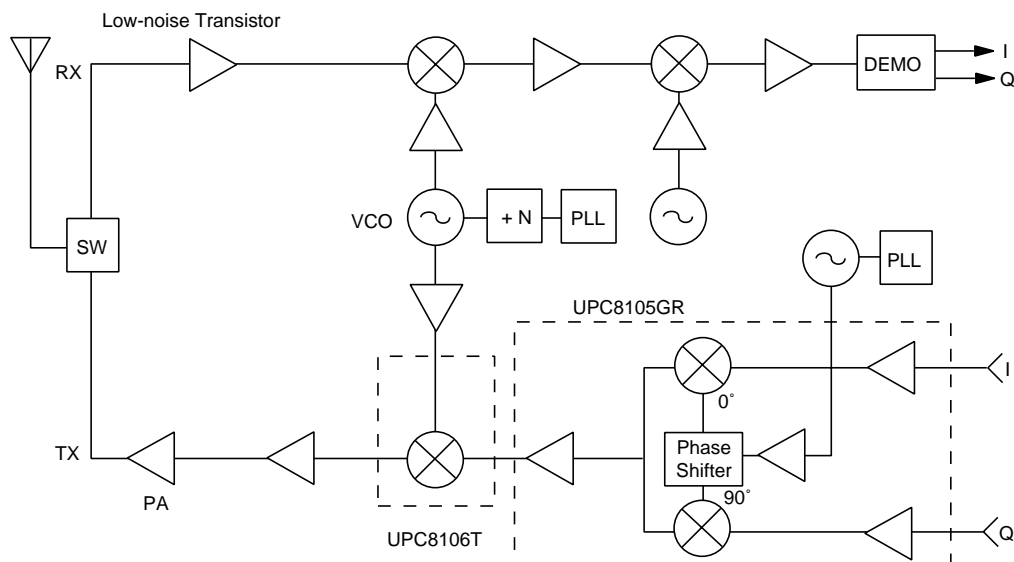 Low-noise Transistor
RX
DEMO
I
Q
VCO
+ N
PLL
SW
PLL
UPC8105GR
I
0°
TX
Phase
Shifter
90°
PA
UPC8106T
Q